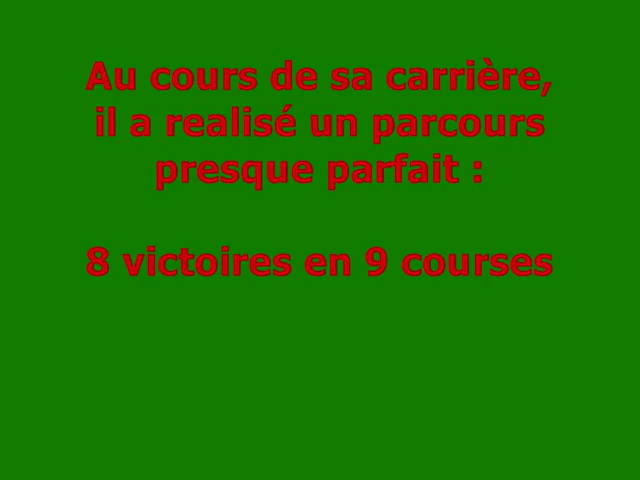 Au cours de sa carrière,
il a realisé un parcours
presque parfait :
8 victoires en 9 courses